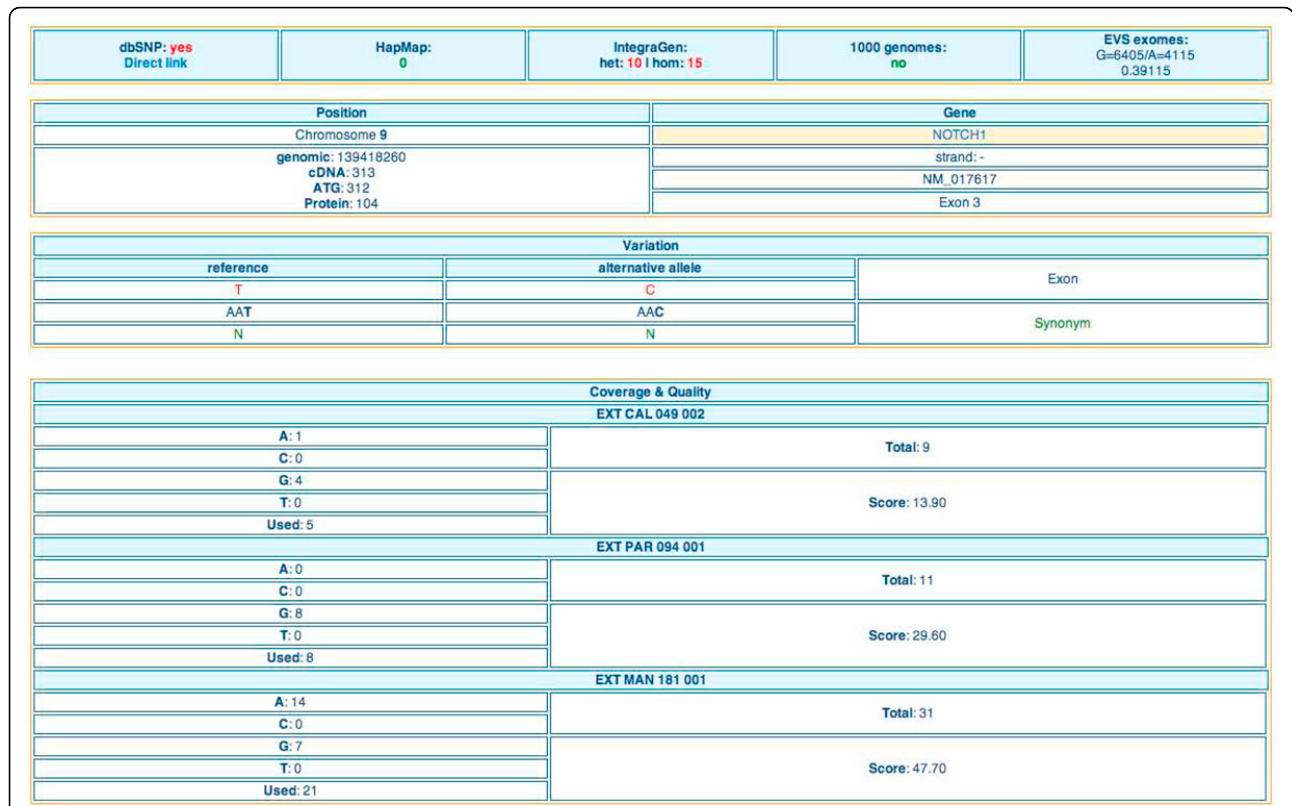 dbSNP: yes
Direct link
HapMap:
0
IntegraGen:
het: 10 I hom: 15
1000 genomes:
no
EVS exomes:
G=6405/A=4115
0.39115
Position
Gene
Chromosome 9
NOTCH1
genomic: 139418260
cDNA: 313
ATG: 312
Protein: 104
strand: -
NM_017617
Exon 3
Variation
reference
alternative allele
Exon
T
C
AAT
AAC
Synonym
N
N
Coverage & Quality
EXT CAL 049 002
A: 1
C: 0
Total: 9
G: 4
T: 0
Used: 5
Score: 13.90
EXT PAR 094 001
A: 0
C: 0
Total: 11
G: 8
T: 0
Used: 8
Score: 29.60
EXT MAN 181 001
A: 14
C: 0
Total: 31
G: 7
T: 0
Used: 21
Score: 47.70